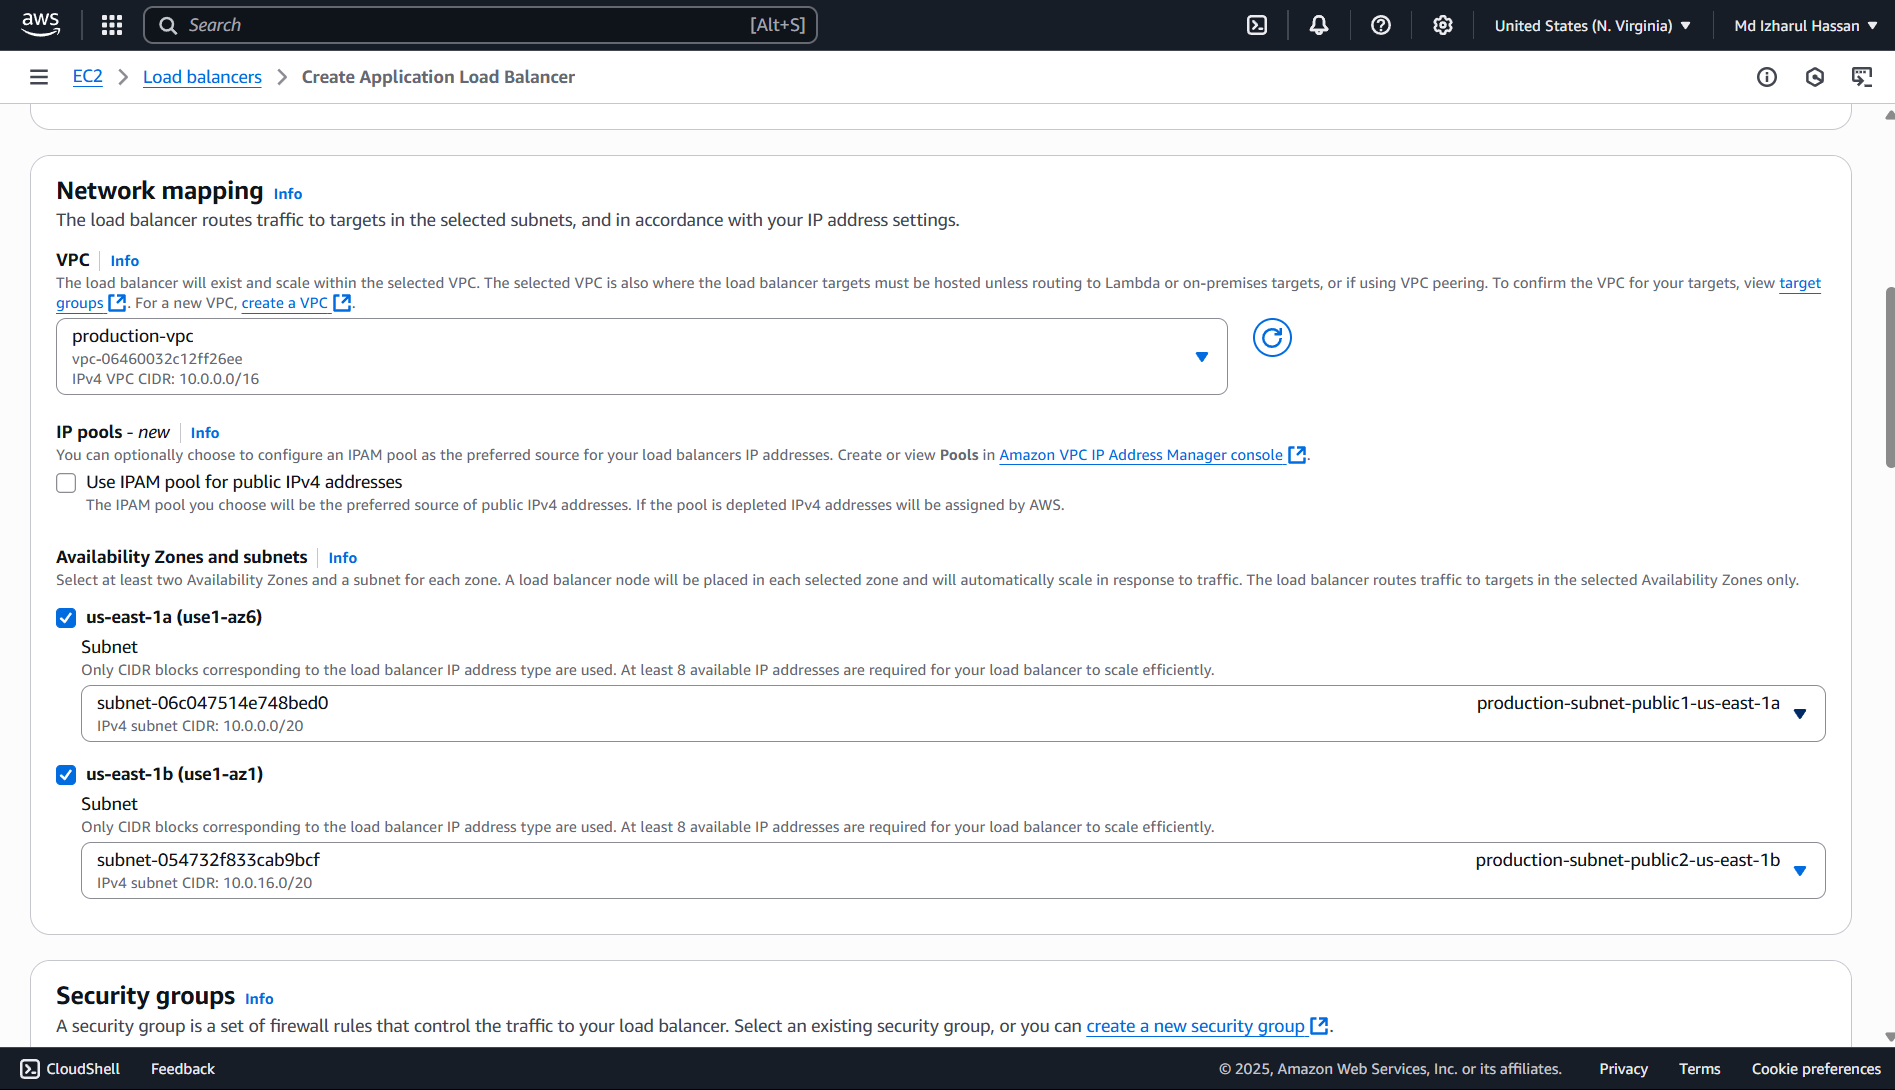 aws
Search [Alt+S] United States (N. Virginia) Md Izharul Hassan
EC2 Load balancers Create Application Load Balancer
Network mapping Info
The load balancer routes traffic to targets in the selected subnets, and in accordance with your IP address settings.
VPC Info
The load balancer will exist and scale within the selected VPC. The selected VPC is also where the load balancer targets must be hosted unless routing to Lambda or on-premises targets, or if using VPC peering. To confirm the VPC for your targets, view target
groups. For a new VPC, create a VPC.
production-vpc
vpc-06460032c12ff26ee
IPv4 VPC CIDR: 10.0.0.0/16
IP pools - new Info
You can optionally choose to configure an IPAM pool as the preferred source for your load balancers IP addresses. Create or view Pools in Amazon VPC IP Address Manager console.
Use IPAM pool for public IPv4 addresses
The IPAM pool you choose will be the preferred source of public IPv4 addresses. If the pool is depleted IPv4 addresses will be assigned by AWS.
Availability Zones and subnets Info
Select at least two Availability Zones and a subnet for each zone. A load balancer node will be placed in each selected zone and will automatically scale in response to traffic. The load balancer routes traffic to targets in the selected Availability Zones only.
us-east-1a (use1-az6)
Subnet
Only CIDR blocks corresponding to the load balancer IP address type are used. At least 8 available IP addresses are required for your load balancer to scale efficiently.
subnet-06c047514e748bed0 production-subnet-public1-us-east-1a
IPv4 subnet CIDR: 10.0.0.0/20
us-east-1b (use1-az1)
Subnet
Only CIDR blocks corresponding to the load balancer IP address type are used. At least 8 available IP addresses are required for your load balancer to scale efficiently.
subnet-054732f833cab9bcf production-subnet-public2-us-east-1b
IPv4 subnet CIDR: 10.0.16.0/20
Security groups Info
A security group is a set of firewall rules that control the traffic to your load balancer. Select an existing security group, or you can create a new security group.
CloudShell Feedback © 2025, Amazon Web Services, Inc. or its affiliates. Privacy Terms Cookie preferences